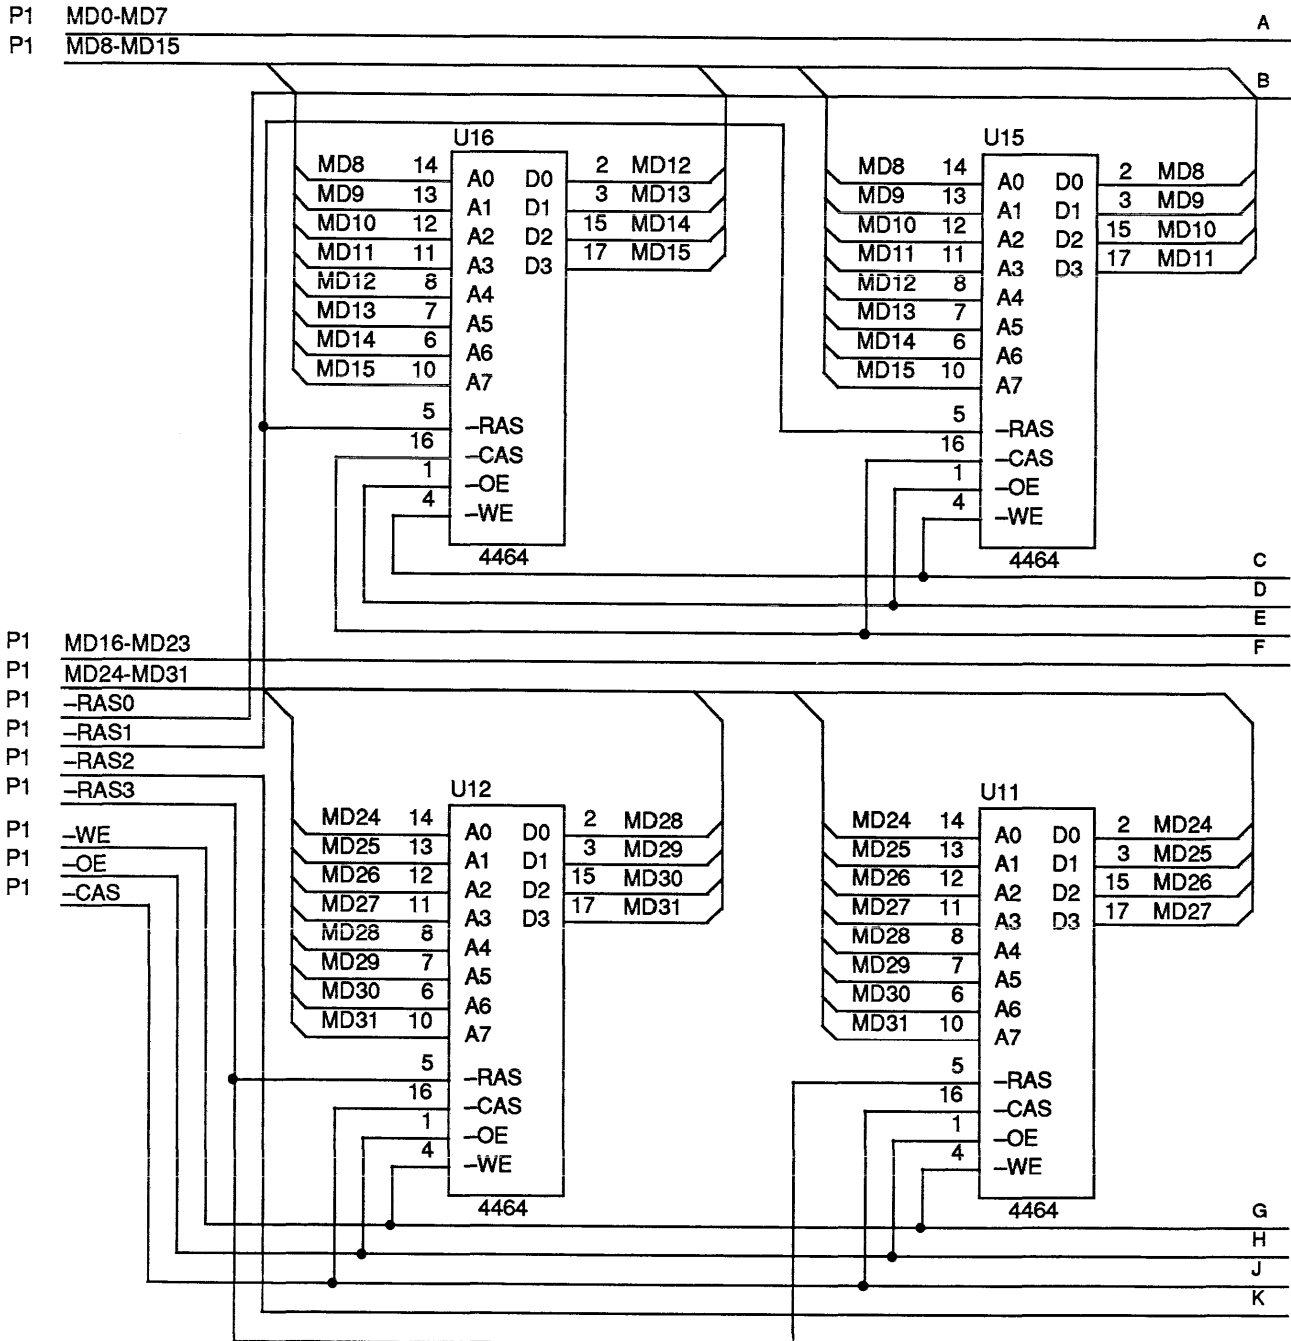 P1 MD0-MD7
A
P1 MD8-MD15
B
U16
U15
MD8 14 A0 D0 2 MD12
MD9 13 A1 D1 3 MD13
MD10 12 A2 D2 15 MD14
MD11 11 A3 D3 17 MD15
MD12 8 A4
MD13 7 A5
MD14 6 A6
MD15 10 A7
5 –RAS
16 –CAS
1 –OE
4 –WE
4464
MD8 14 A0 D0 2 MD8
MD9 13 A1 D1 3 MD9
MD10 12 A2 D2 15 MD10
MD11 11 A3 D3 17 MD11
MD12 8 A4
MD13 7 A5
MD14 6 A6
MD15 10 A7
5 –RAS
16 –CAS
1 –OE
4 –WE
4464
C
D
E
P1 MD16-MD23
F
P1 MD24-MD31
P1 –RAS0
P1 –RAS1
P1 –RAS2
P1 –RAS3
P1 –WE
P1 –OE
P1 –CAS
U12
U11
MD24 14 A0 D0 2 MD28
MD25 13 A1 D1 3 MD29
MD26 12 A2 D2 15 MD30
MD27 11 A3 D3 17 MD31
MD28 8 A4
MD29 7 A5
MD30 6 A6
MD31 10 A7
5 –RAS
16 –CAS
1 –OE
4 –WE
4464
MD24 14 A0 D0 2 MD24
MD25 13 A1 D1 3 MD25
MD26 12 A2 D2 15 MD26
MD27 11 A3 D3 17 MD27
MD28 8 A4
MD29 7 A5
MD30 6 A6
MD31 10 A7
5 –RAS
16 –CAS
1 –OE
4 –WE
4464
G
H
J
K